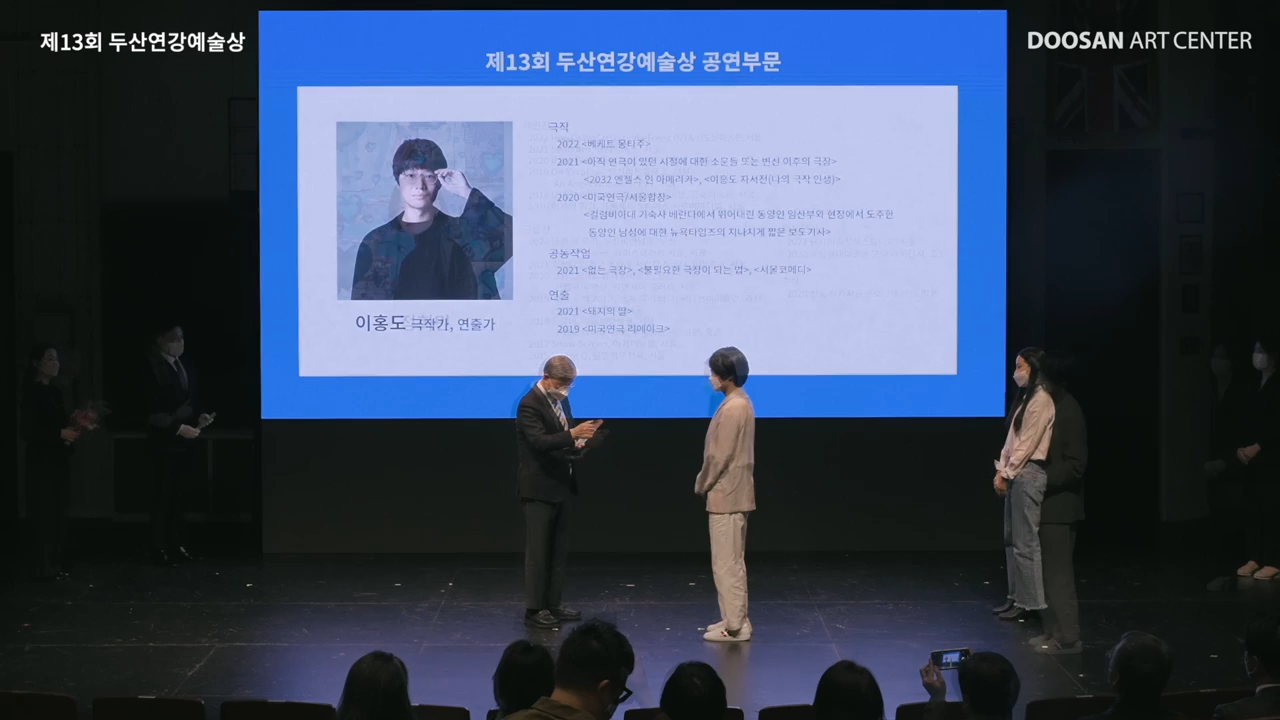 제13회 두산연강예술상
DOOSAN ART CENTER
제13회 두산연강예술상 공연부문
극작
2022 <베케트 몽티주>
2021 <아직 연극이 있던 시절에 대한 소문들 또는 변신 이후의 극장>
<2032 엔젤스 인 아메리카>, <이홍도 자서전(나의 극작 인생)>
2020 <미국연극/서울합창>
<컬럼비아대 기숙사 베란다에서 뛰어내린 동양인 임산부와 현장에서 도주한
동양인 남성에 대한 뉴욕타임즈의 지나치게 짧은 보도기사>
공동작업
2021 <없는 극장>, <불필요한 극장이 되는 법>, <서울코메디>
연출
2021 <돼지의 딸>
2019 <미국연극 리메이크>
이홍도 극작가, 연출가